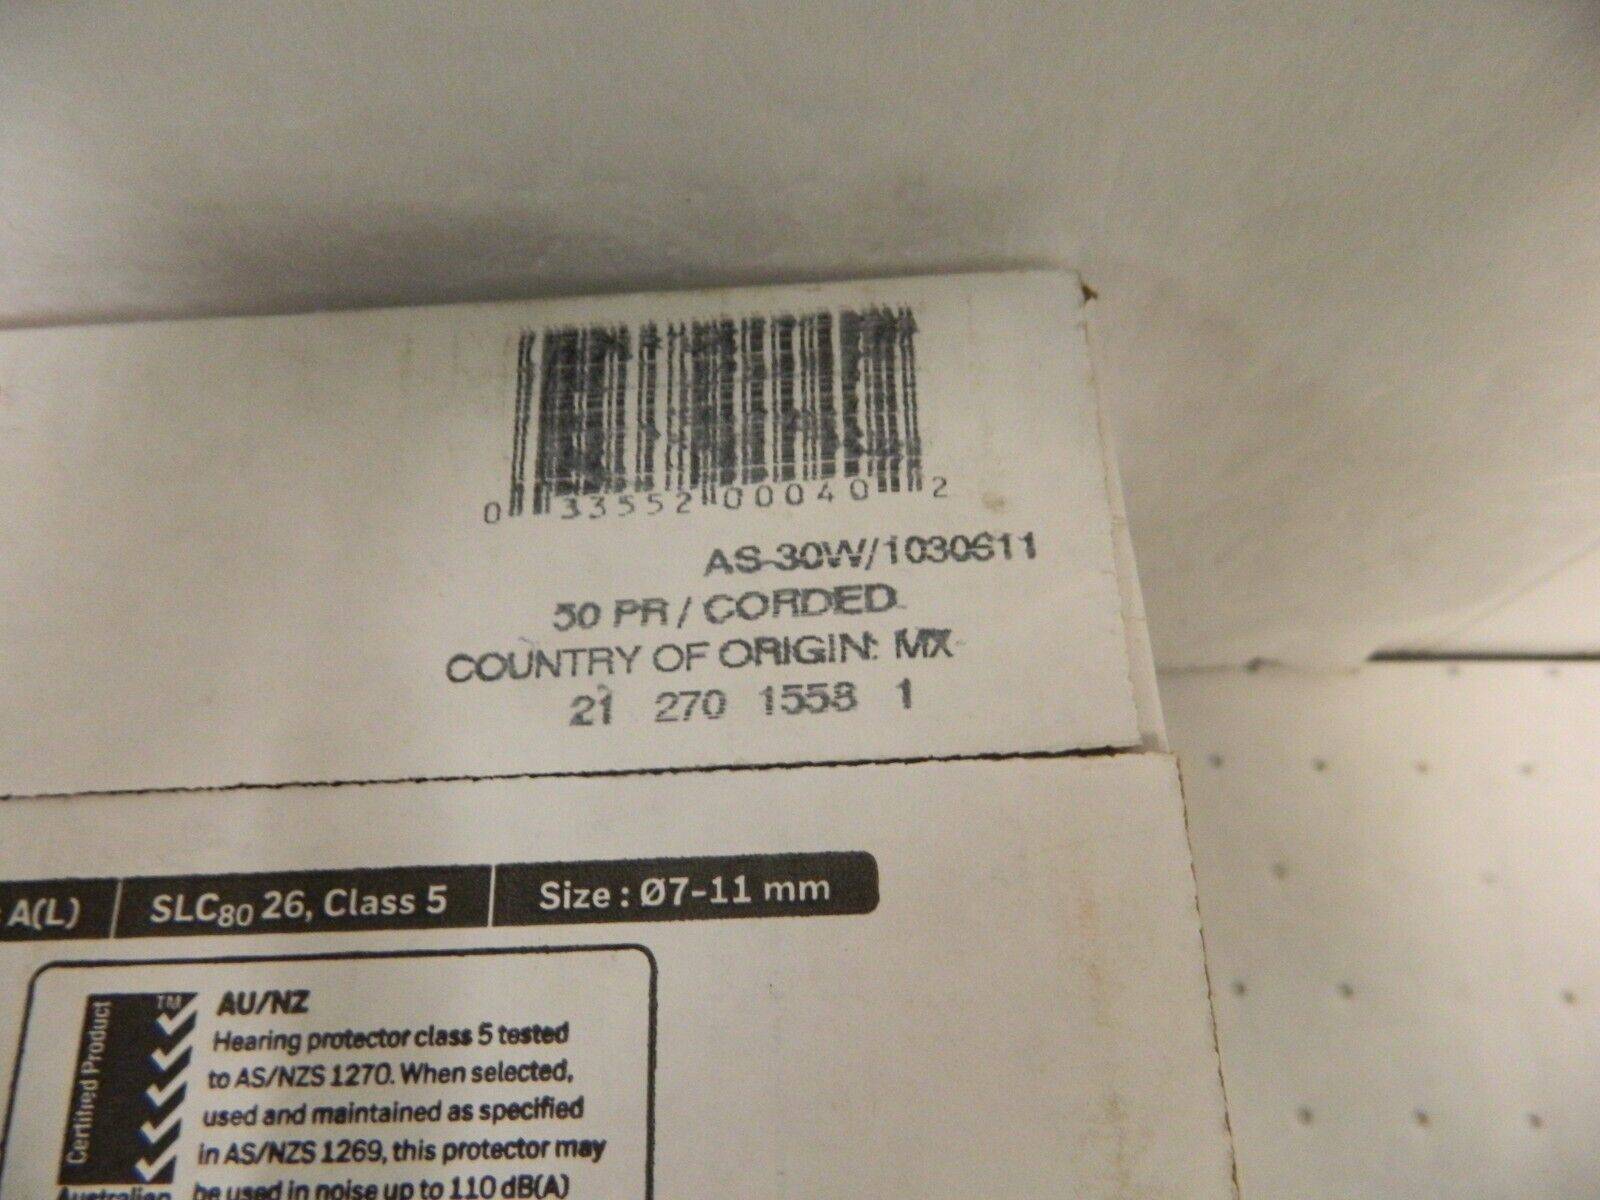 0 33552 00040 2
AS-30W/1030611
50 PR / CORDED
COUNTRY OF ORIGIN: MX
21 270 1558 1
A(L) | SLC80 26, Class 5 | Size : Ø7-11 mm
Certified Product
TM
AU/NZ
Hearing protector class 5 tested
to AS/NZS 1270. When selected,
used and maintained as specified
in AS/NZS 1269, this protector may
be used in noise up to 110 dB(A)
Australian